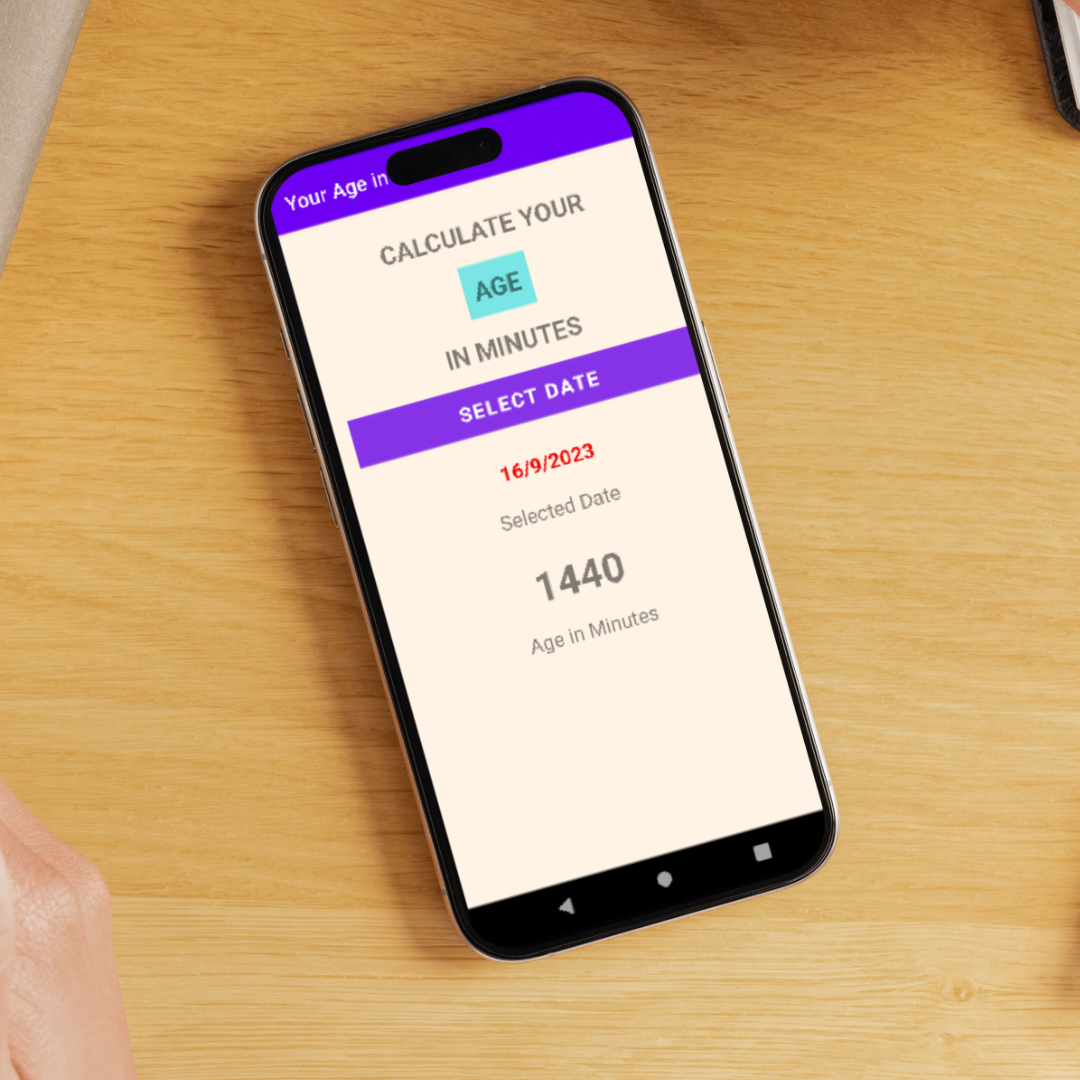 Your Age in
CALCULATE YOUR
AGE
IN MINUTES
SELECT DATE
16/9/2023
Selected Date
1440
Age in Minutes